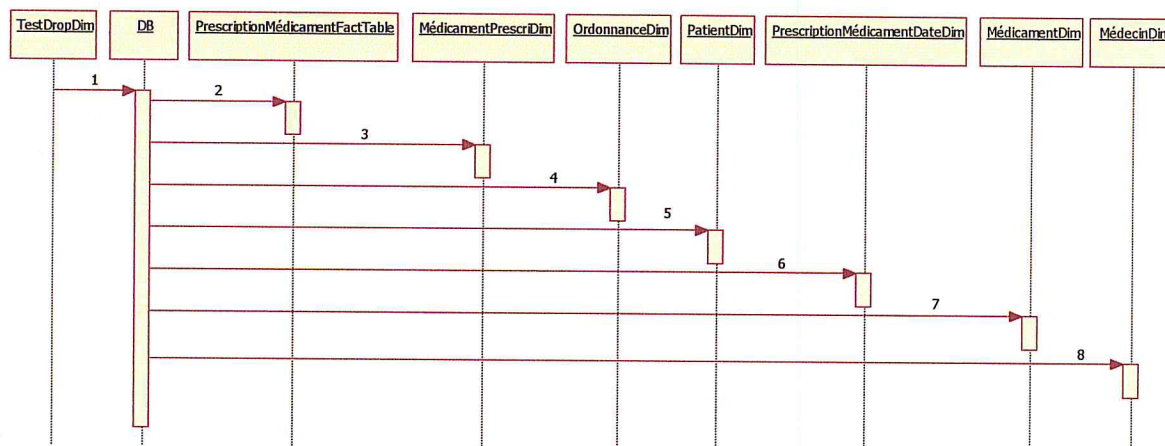 TestDropDim
DB
PrescriptionMédicamentFactTable
MédicamentPrescriDim
OrdonnanceDim
PatientDim
PrescriptionMédicamentDateDim
MédicamentDim
MédecinDim
1
2
3
4
5
6
7
8